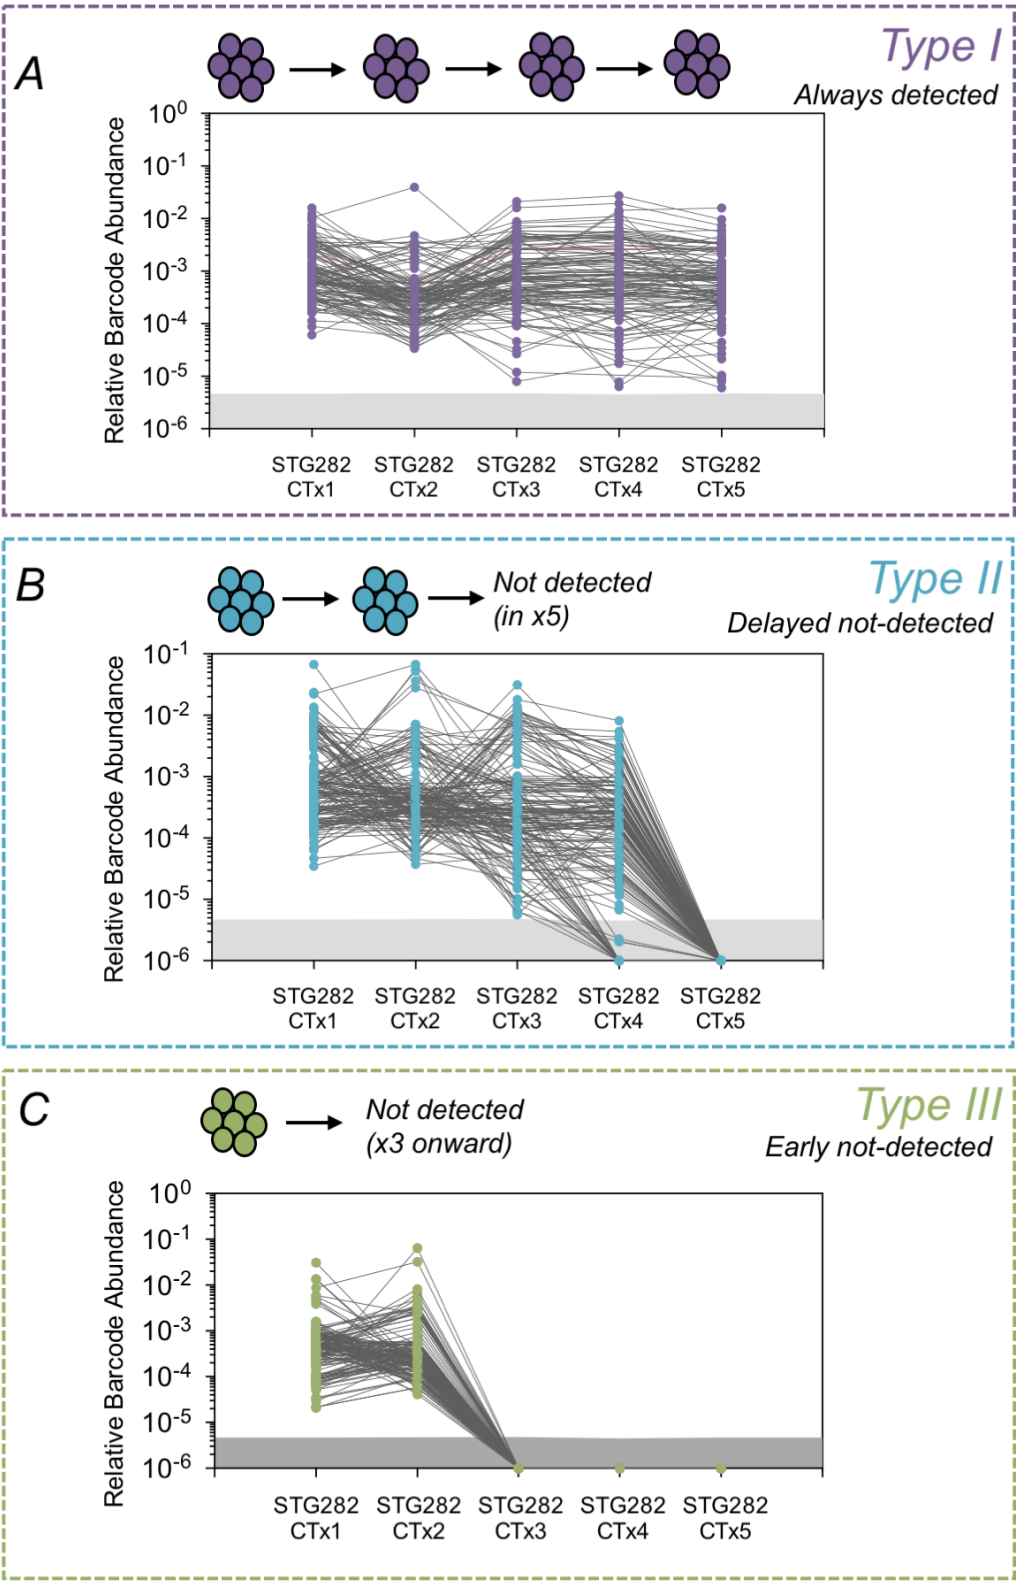 A
Type I
Always detected
Relative Barcode Abundance
10⁰
10⁻¹
10⁻²
10⁻³
10⁻⁴
10⁻⁵
10⁻⁶
STG282 STG282 STG282 STG282 STG282
CTx1 CTx2 CTx3 CTx4 CTx5
B
Not detected
(in x5)
Type II
Delayed not-detected
Relative Barcode Abundance
10⁻¹
10⁻²
10⁻³
10⁻⁴
10⁻⁵
10⁻⁶
STG282 STG282 STG282 STG282 STG282
CTx1 CTx2 CTx3 CTx4 CTx5
C
Not detected
(x3 onward)
Type III
Early not-detected
Relative Barcode Abundance
10⁰
10⁻¹
10⁻²
10⁻³
10⁻⁴
10⁻⁵
10⁻⁶
STG282 STG282 STG282 STG282 STG282
CTx1 CTx2 CTx3 CTx4 CTx5